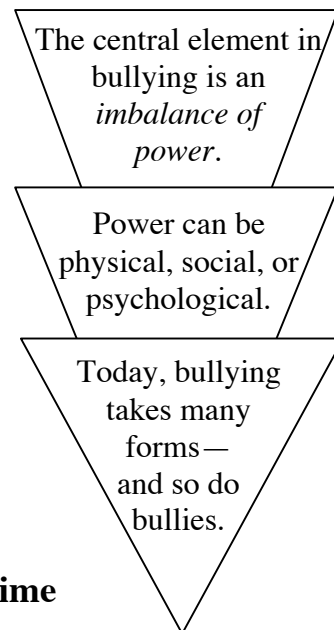 The central element in
bullying is an
imbalance of
power.
Power can be
physical, social, or
psychological.
Today, bullying
takes many
forms—
and so do
bullies.
ime